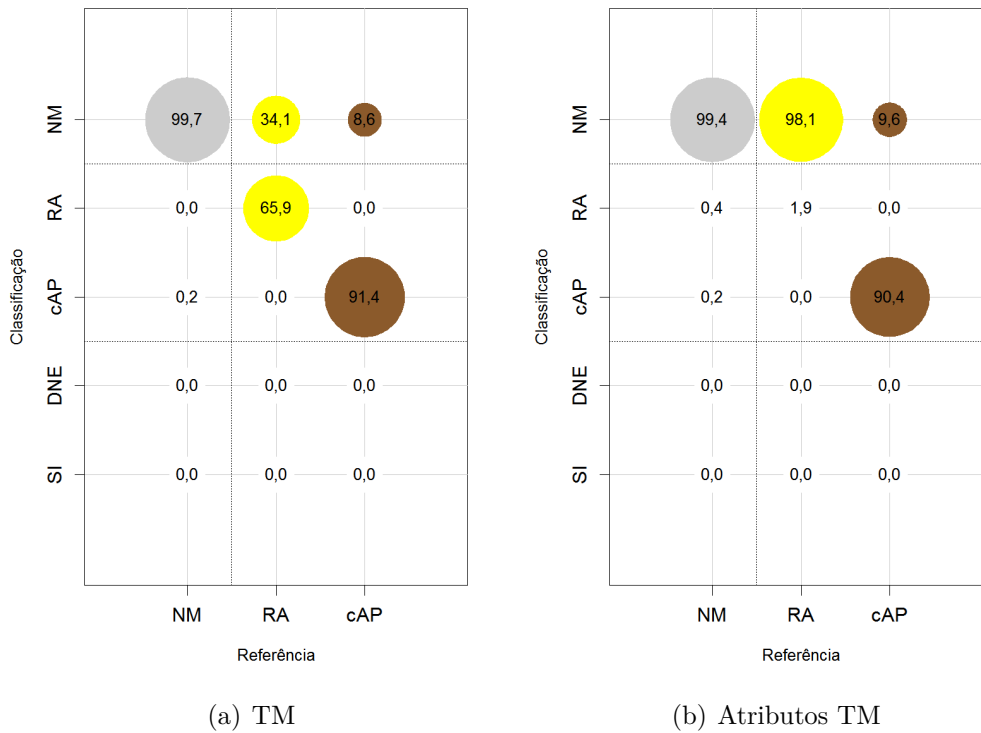 NM 99,7 34,1 8,6
RA 0,0 65,9 0,0
cAP 0,2 0,0 91,4
DNE 0,0 0,0 0,0
SI 0,0 0,0 0,0
Classificação
NM RA cAP
Referência
(a) TM
NM 99,4 98,1 9,6
RA 0,4 1,9 0,0
cAP 0,2 0,0 90,4
DNE 0,0 0,0 0,0
SI 0,0 0,0 0,0
Classificação
NM RA cAP
Referência
(b) Atributos TM